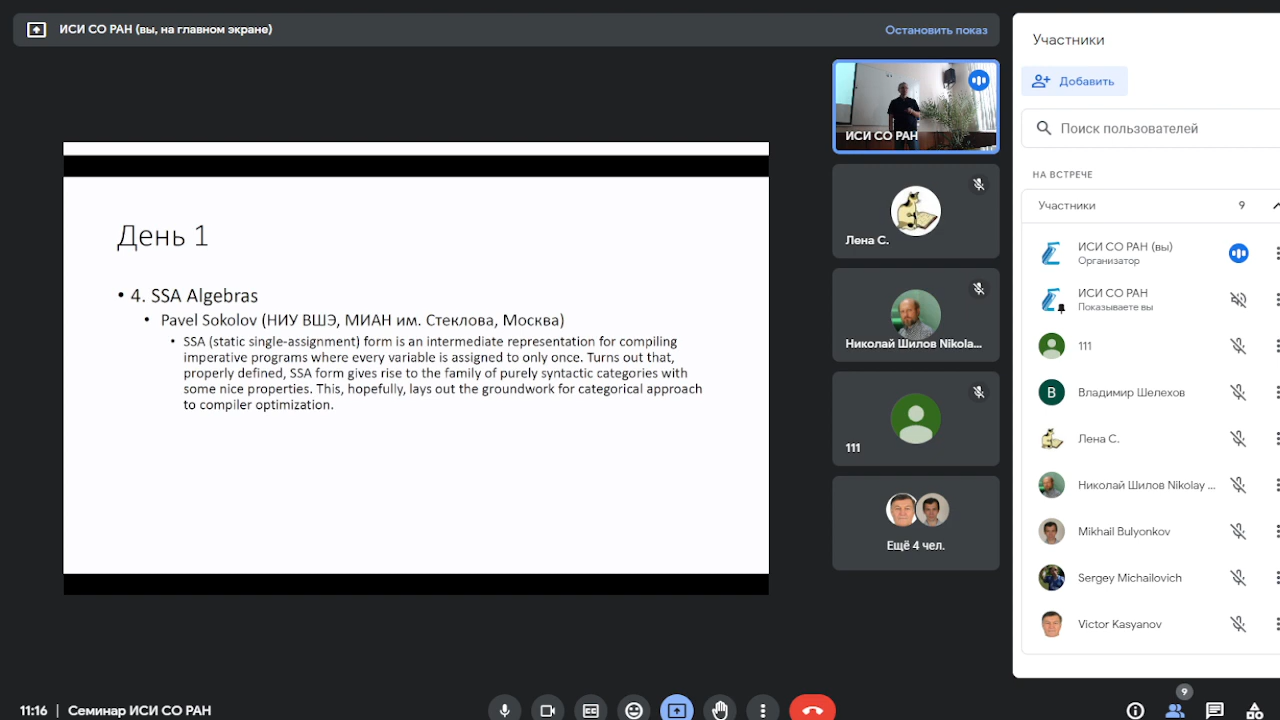 ИСИ СО РАН (вы, на главном экране)
Остановить показ
День 1
• 4. SSA Algebras
• Pavel Sokolov (НИУ ВШЭ, МИАН им. Стеклова, Москва)
• SSA (static single-assignment) form is an intermediate representation for compiling
imperative programs where every variable is assigned to only once. Turns out that,
properly defined, SSA form gives rise to the family of purely syntactic categories with
some nice properties. This, hopefully, lays out the groundwork for categorical approach
to compiler optimization.
ИСИ СО РАН
Лена С.
Николай Шилов Nikola...
111
Ещё 4 чел.
Участники
Добавить
Поиск пользователей
НА ВСТРЕЧЕ
Участники 9
ИСИ СО РАН (вы)
Организатор
ИСИ СО РАН
Показываете вы
111
В Владимир Шелехов
Лена С.
Николай Шилов Nikolay ...
Mikhail Bulyonkov
Sergey Michailovich
Victor Kasyanov
11:16 | Семинар ИСИ СО РАН
9